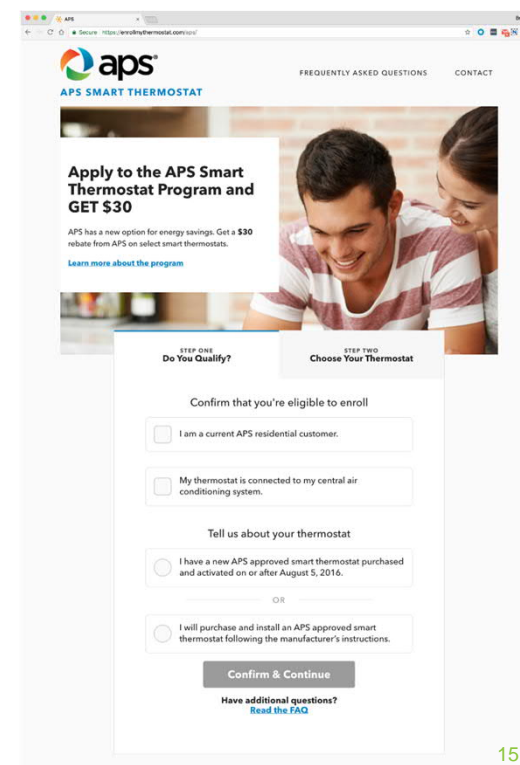 APS
Secure https://enrollmythermostat.com/aps/
aps
APS SMART THERMOSTAT
FREQUENTLY ASKED QUESTIONS
CONTACT
Apply to the APS Smart
Thermostat Program and
GET $30
APS has a new option for energy savings. Get a $30
rebate from APS on select smart thermostats.
Learn more about the program
STEP ONE
Do You Qualify?
STEP TWO
Choose Your Thermostat
Confirm that you're eligible to enroll
I am a current APS residential customer.
My thermostat is connected to my central air
conditioning system.
Tell us about your thermostat
I have a new APS approved smart thermostat purchased
and activated on or after August 5, 2016.
OR
I will purchase and install an APS approved smart
thermostat following the manufacturer's instructions.
Confirm & Continue
Have additional questions?
Read the FAQ
15